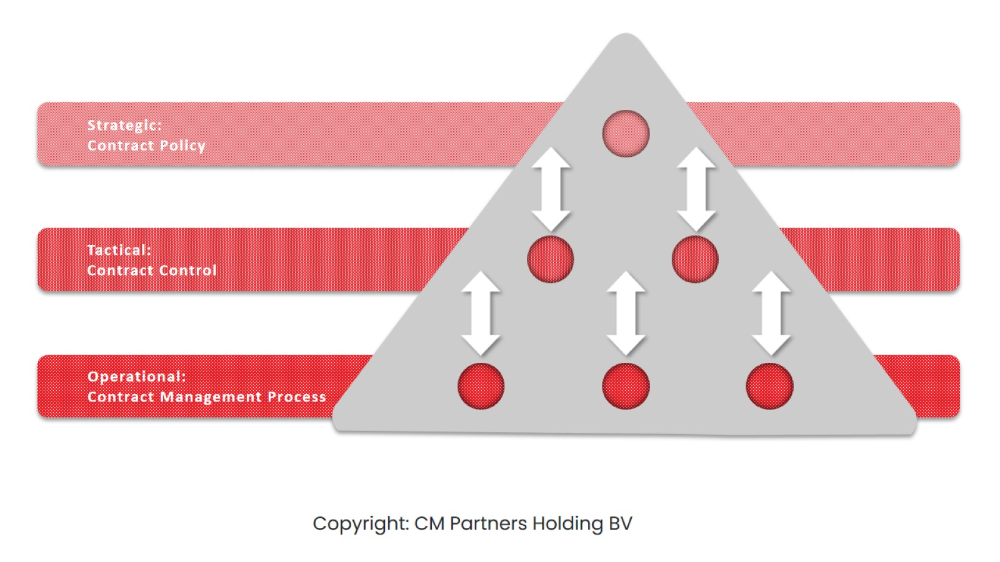 Strategic:
Contract Policy
Tactical:
Contract Control
Operational:
Contract Management Process
Copyright: CM Partners Holding BV